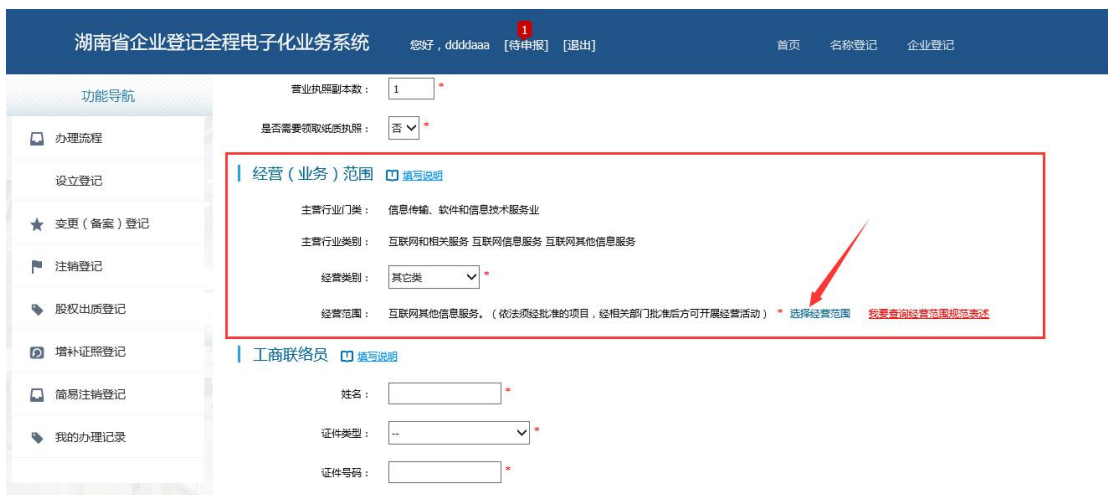 1
湖南省企业登记全程电子化业务系统 您好，ddddaaa [待申报] [退出] 首页 名称登记 企业登记
功能导航
办理流程
设立登记
变更（备案）登记
注销登记
股权出质登记
增补证照登记
简易注销登记
我的办理记录
营业执照副本数： 1 *
是否需要领取纸质执照： 否 *
经营（业务）范围 填写说明
主营行业门类： 信息传输、软件和信息技术服务业
主营行业类别： 互联网和相关服务 互联网信息服务 互联网其他信息服务
经营类别： 其它类 *
经营范围： 互联网其他信息服务。（依法须经批准的项目，经相关部门批准后方可开展经营活动） * 选择经营范围 我要查询经营范围规范表述
工商联络员 填写说明
姓名： *
证件类型： -- *
证件号码： *